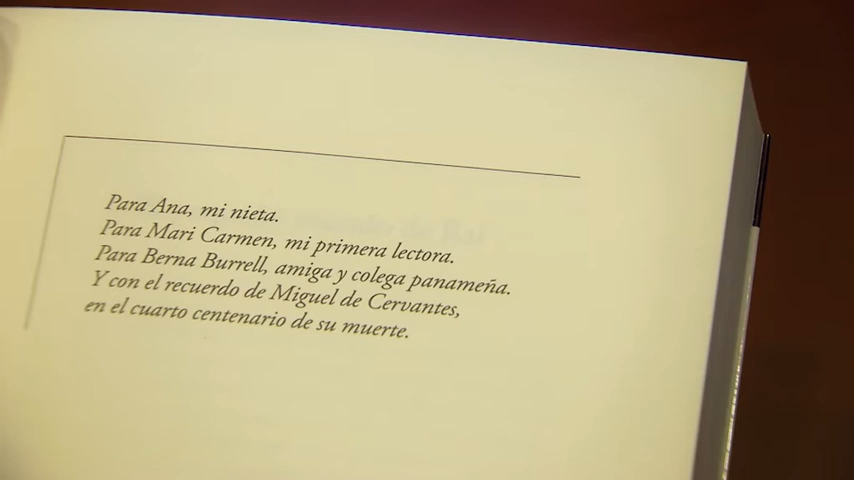 Para Ana, mi nieta.
Para Mari Carmen, mi primera lectora.
Para Berna Burrell, amiga y colega panameña.
Y con el recuerdo de Miguel de Cervantes,
en el cuarto centenario de su muerte.